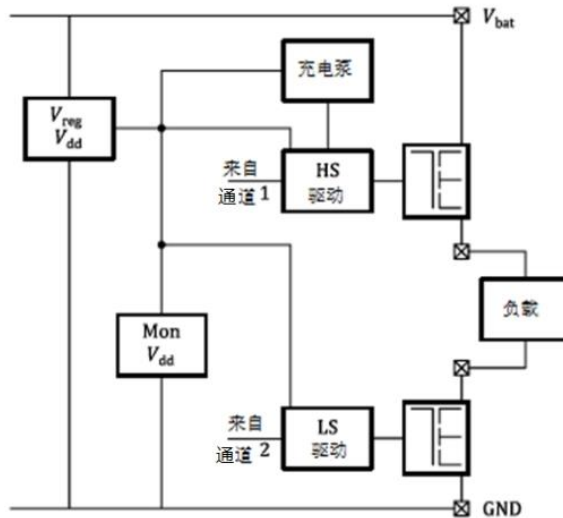 V_bat
充电泵
V_reg
V_dd
来自
通道 1
HS
驱动
负载
Mon
V_dd
来自
通道 2
LS
驱动
GND